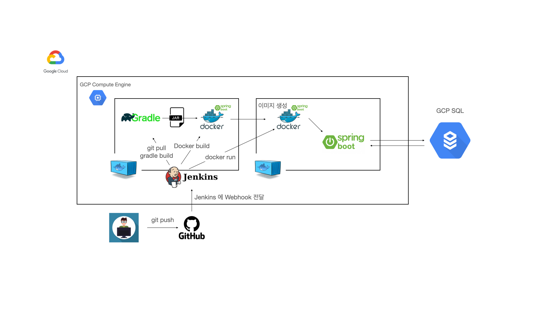 Google Cloud
GCP Compute Engine
Gradle
JAR
spring
boot
docker
이미지 생성
spring
boot
docker
GCP SQL
git pull
gradle build
Docker build
docker run
spring
boot
Jenkins
Jenkins 에 Webhook 전달
git push
GitHub